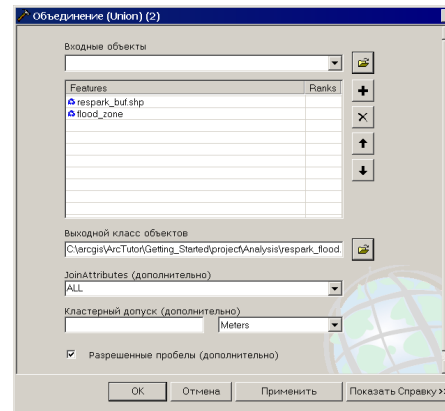 Объединение (Union) (2)
Входные объекты
Features Ranks
respark_buf.shp
flood_zone
Выходной класс объектов
C:\arcgis\ArcTutor\Getting_Started\project\Analysis\respark_flood.
JoinAttributes (дополнительно)
ALL
Кластерный допуск (дополнительно)
Meters
Разрешенные пробелы (дополнительно)
OK Отмена Применить Показать Справку >>